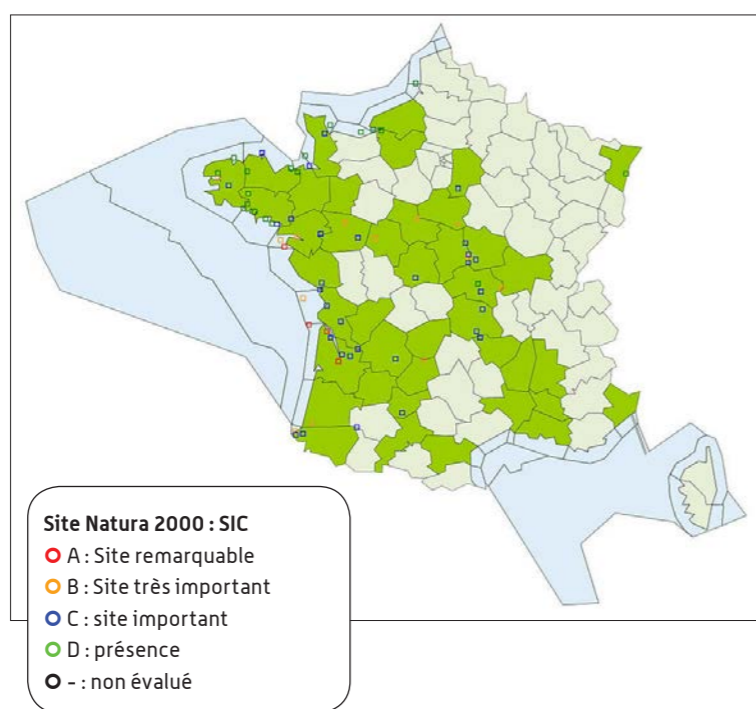 Site Natura 2000 : SIC
A : Site remarquable
B : Site très important
C : site important
D : présence
- : non évalué